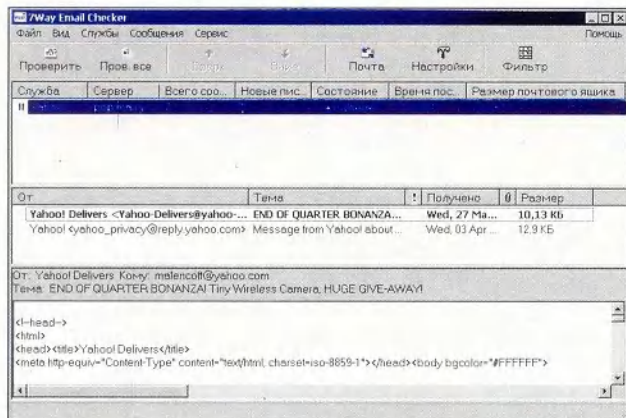 7Way Email Checker
Файл Вид Службы Сообщения Сервис Помощь
Проверить Пров. все Вверх Вниз Почта Настройки Фильтр
Служба Сервер Всего соо... Новые пис... Состояние Время пос... Размер почтового ящика
От Тема ! Получено Размер
Yahoo! Delivers <Yahoo-Delivers@yahoo-... END OF QUARTER BONANZA... Wed, 27 Ma... 10,13 КБ
Yahoo! <yahoo_privacy@reply.yahoo.com> Message from Yahoo! about... Wed, 03 Apr ... 12,9 КБ
От: Yahoo! Delivers Кому: malencott@yahoo.com
Тема: END OF QUARTER BONANZA! Tiny Wireless Camera, HUGE GIVE-AWAY!
<!--head-->
<html>
<head><title>Yahoo! Delivers</title>
<meta http-equiv="Content-Type" content="text/html; charset=iso-8859-1"></head><body bgcolor="#FFFFFF">